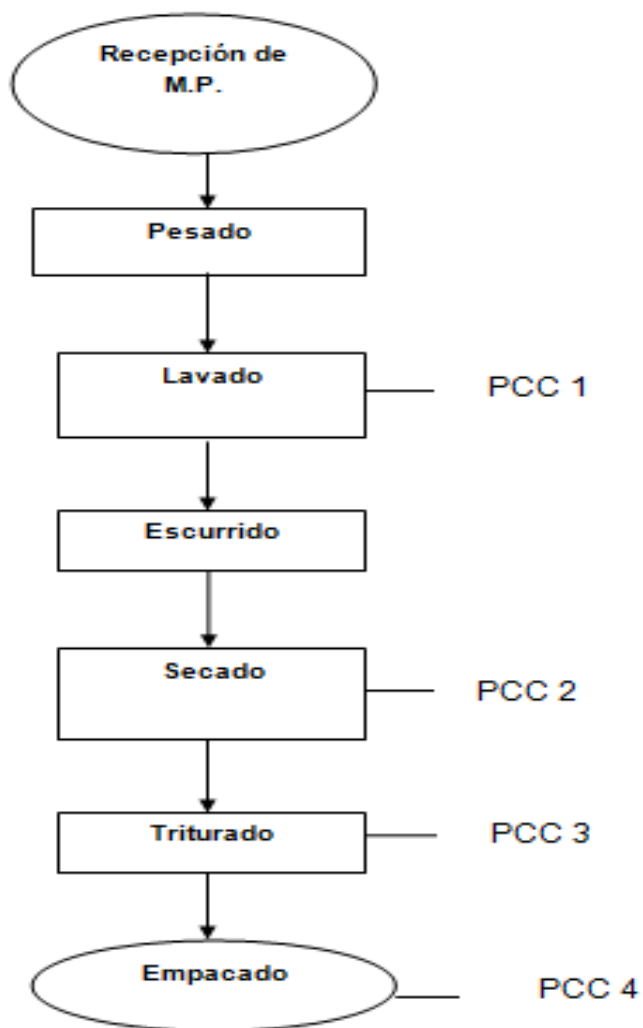 Recepción de
M.P.
Pesado
Lavado
PCC 1
Escurrido
Secado
PCC 2
Triturado
PCC 3
Empacado
PCC 4